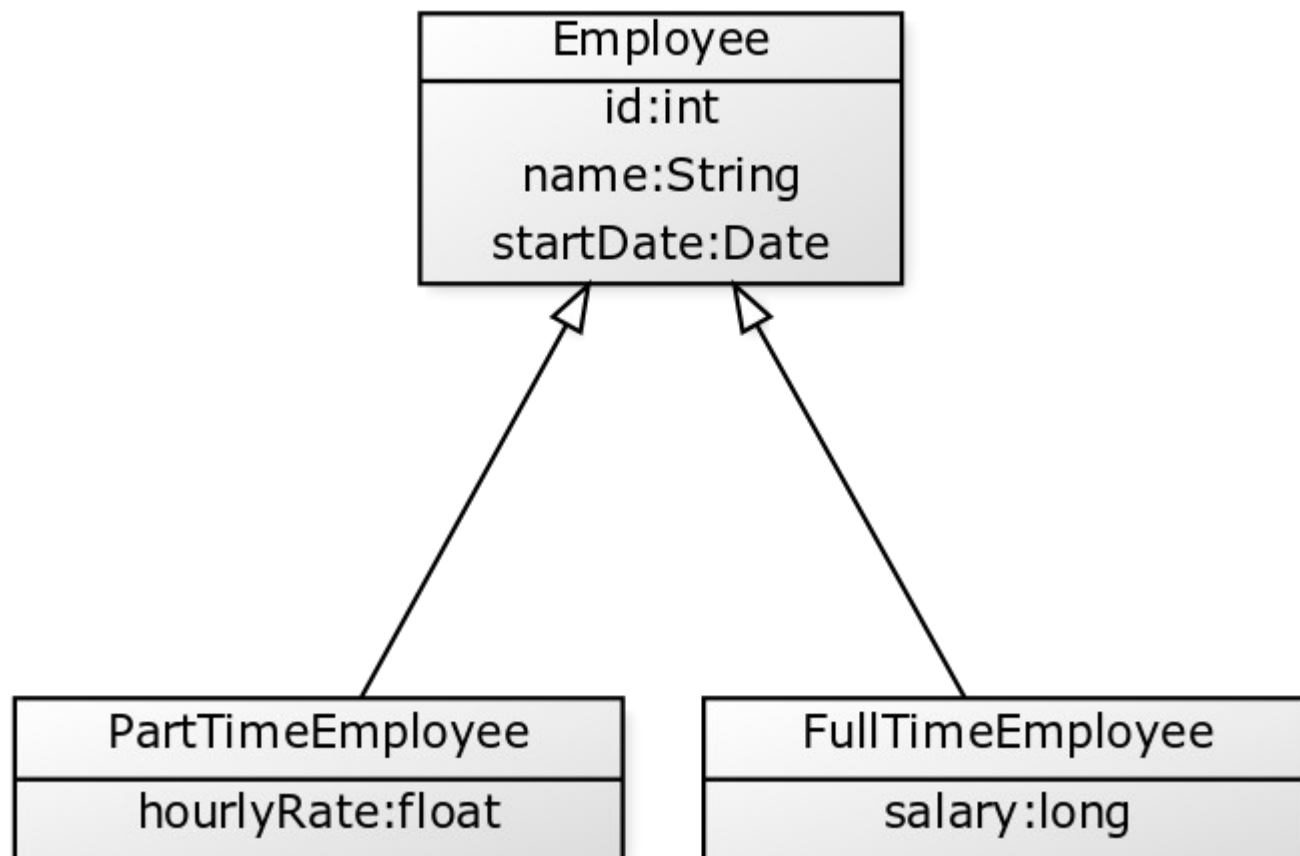 Employee
id:int
name:String
startDate:Date
PartTimeEmployee
hourlyRate:float
FullTimeEmployee
salary:long